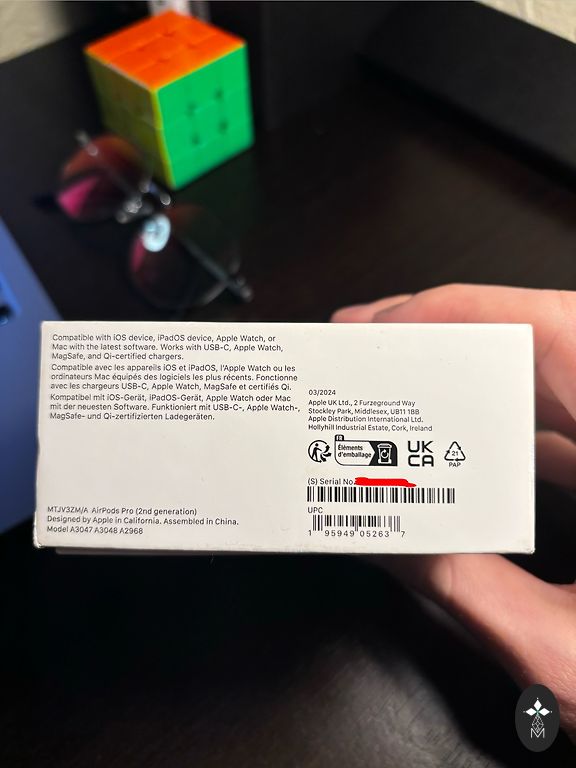 Compatible with iOS device, iPadOS device, Apple Watch, or
Mac with the latest software. Works with USB-C, Apple Watch,
MagSafe, and Qi-certified chargers.
Compatible avec les appareils iOS et iPadOS, l'Apple Watch ou les
ordinateurs Mac équipés des logiciels les plus récents. Fonctionne
avec les chargeurs USB-C, Apple Watch, MagSafe et certifiés Qi.
Kompatibel mit iOS-Gerät, iPadOS-Gerät, Apple Watch oder Mac
mit der neuesten Software. Funktioniert mit USB-C-, Apple Watch-,
MagSafe- und Qi-zertifizierten Ladegeräten.
MTJV3ZM/A AirPods Pro (2nd generation)
Designed by Apple in California. Assembled in China.
Model A3047 A3048 A2968
03/2024
Apple UK Ltd., 2 Furzeground Way
Stockley Park, Middlesex, UB11 1BB
Apple Distribution International Ltd.
Hollyhill Industrial Estate, Cork, Ireland
FR
Éléments
d'emballage
UK
CA
21
PAP
(S) Serial No.
UPC
1 95949 05263 7
M